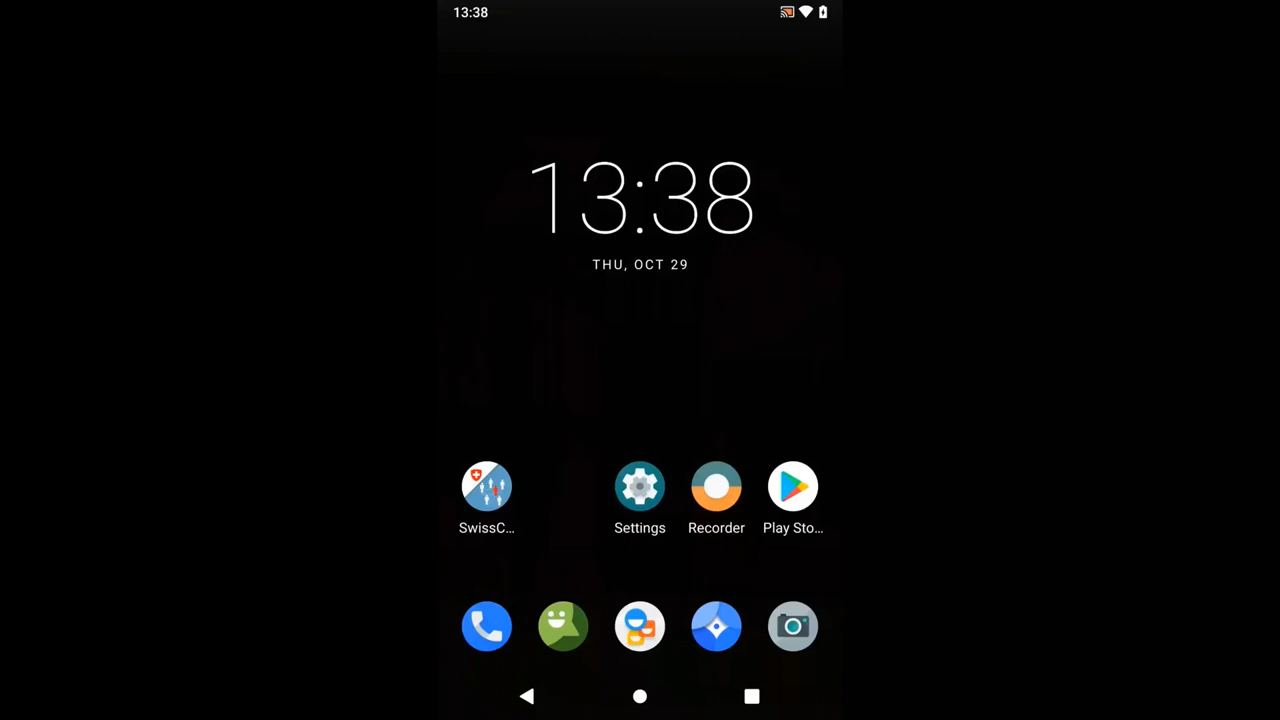 13:38
13:38
THU, OCT 29
SwissC...
Settings
Recorder
Play Sto...